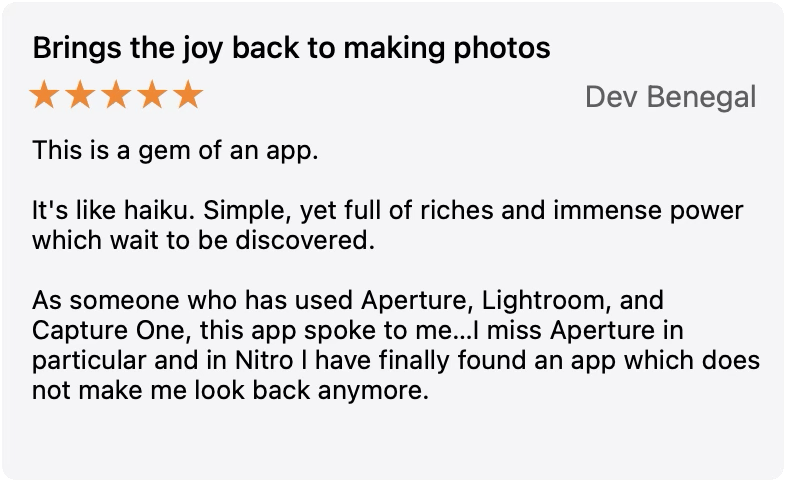 Brings the joy back to making photos
★★★★★
Dev Benegal
This is a gem of an app.
It's like haiku. Simple, yet full of riches and immense power
which wait to be discovered.
As someone who has used Aperture, Lightroom, and
Capture One, this app spoke to me...I miss Aperture in
particular and in Nitro I have finally found an app which does
not make me look back anymore.